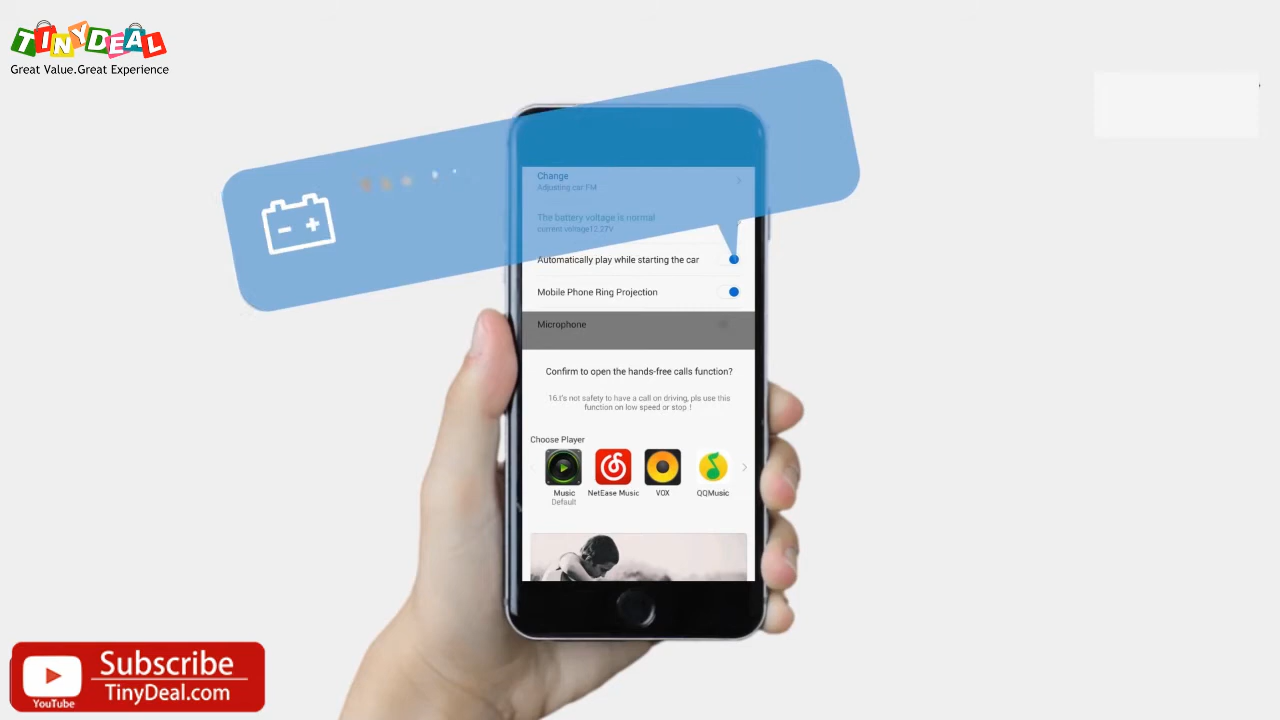 TINYDEAL
Great Value.Great Experience
Change
Adjusting car FM
The battery voltage is normal
current voltage12.27V
Automatically play while starting the car
Mobile Phone Ring Projection
Microphone
Confirm to open the hands-free calls function?
16.t's not safety to have a call on driving, pls use this
function on low speed or stop !
Choose Player
Music
Default
NetEase Music
VOX
QQMusic
YouTube
Subscribe
TinyDeal.com